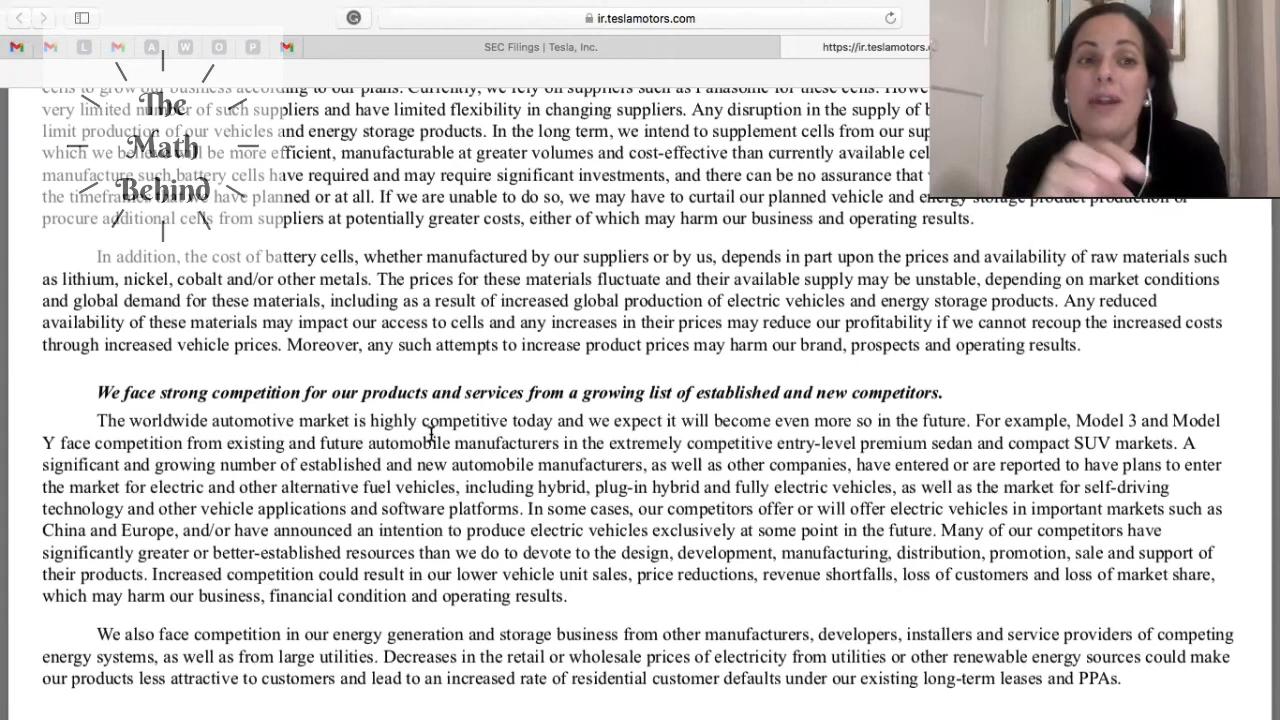 ir.teslamotors.com
L
A
W
O
P
SEC Filings | Tesla, Inc.
https://ir.teslamotors.
The
Math
Behind
cells to grow our business according to our plans. Currently, we rely on suppliers such as Panasonic for these cells.
very limited number of such suppliers and have limited flexibility in changing suppliers. Any disruption in the supply of
limit production of our vehicles and energy storage products. In the long term, we intend to supplement cells from our
which we believe will be more efficient, manufacturable at greater volumes and cost-effective than currently available
manufacture such battery cells have required and may require significant investments, and there can be no assurance that
the timeframes that we have planned or at all. If we are unable to do so, we may have to curtail our planned vehicle and energy storage product production or
procure additional cells from suppliers at potentially greater costs, either of which may harm our business and operating results.
In addition, the cost of battery cells, whether manufactured by our suppliers or by us, depends in part upon the prices and availability of raw materials such
as lithium, nickel, cobalt and/or other metals. The prices for these materials fluctuate and their available supply may be unstable, depending on market conditions
and global demand for these materials, including as a result of increased global production of electric vehicles and energy storage products. Any reduced
availability of these materials may impact our access to cells and any increases in their prices may reduce our profitability if we cannot recoup the increased costs
through increased vehicle prices. Moreover, any such attempts to increase product prices may harm our brand, prospects and operating results.
We face strong competition for our products and services from a growing list of established and new competitors.
The worldwide automotive market is highly competitive today and we expect it will become even more so in the future. For example, Model 3 and Model
Y face competition from existing and future automobile manufacturers in the extremely competitive entry-level premium sedan and compact SUV markets. A
significant and growing number of established and new automobile manufacturers, as well as other companies, have entered or are reported to have plans to enter
the market for electric and other alternative fuel vehicles, including hybrid, plug-in hybrid and fully electric vehicles, as well as the market for self-driving
technology and other vehicle applications and software platforms. In some cases, our competitors offer or will offer electric vehicles in important markets such as
China and Europe, and/or have announced an intention to produce electric vehicles exclusively at some point in the future. Many of our competitors have
significantly greater or better-established resources than we do to devote to the design, development, manufacturing, distribution, promotion, sale and support of
their products. Increased competition could result in our lower vehicle unit sales, price reductions, revenue shortfalls, loss of customers and loss of market share,
which may harm our business, financial condition and operating results.
We also face competition in our energy generation and storage business from other manufacturers, developers, installers and service providers of competing
energy systems, as well as from large utilities. Decreases in the retail or wholesale prices of electricity from utilities or other renewable energy sources could make
our products less attractive to customers and lead to an increased rate of residential customer defaults under our existing long-term leases and PPAs.